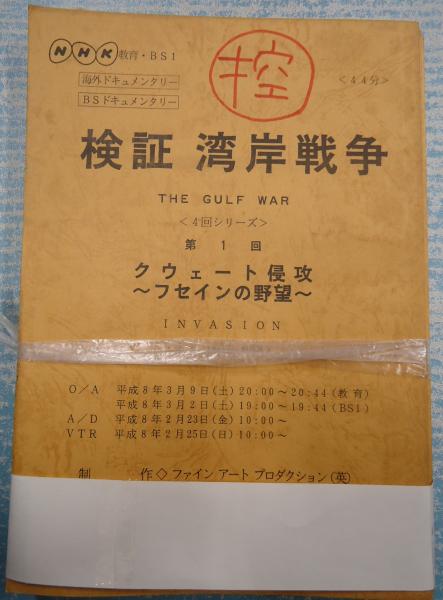 NHK 教育・BS1
控
海外ドキュメンタリー
<44分>
BSドキュメンタリー
検証 湾岸戦争
THE GULF WAR
<4回シリーズ>
第1回
クウェート侵攻
～フセインの野望～
INVASION
O/A 平成8年3月9日(土)20:00～20:44(教育)
平成8年3月2日(土)19:00～19:44(BS1)
A/D 平成8年2月23日(金)10:00～
VTR 平成8年2月25日(日)10:00～
制作◇ファイン アート プロダクション(英)